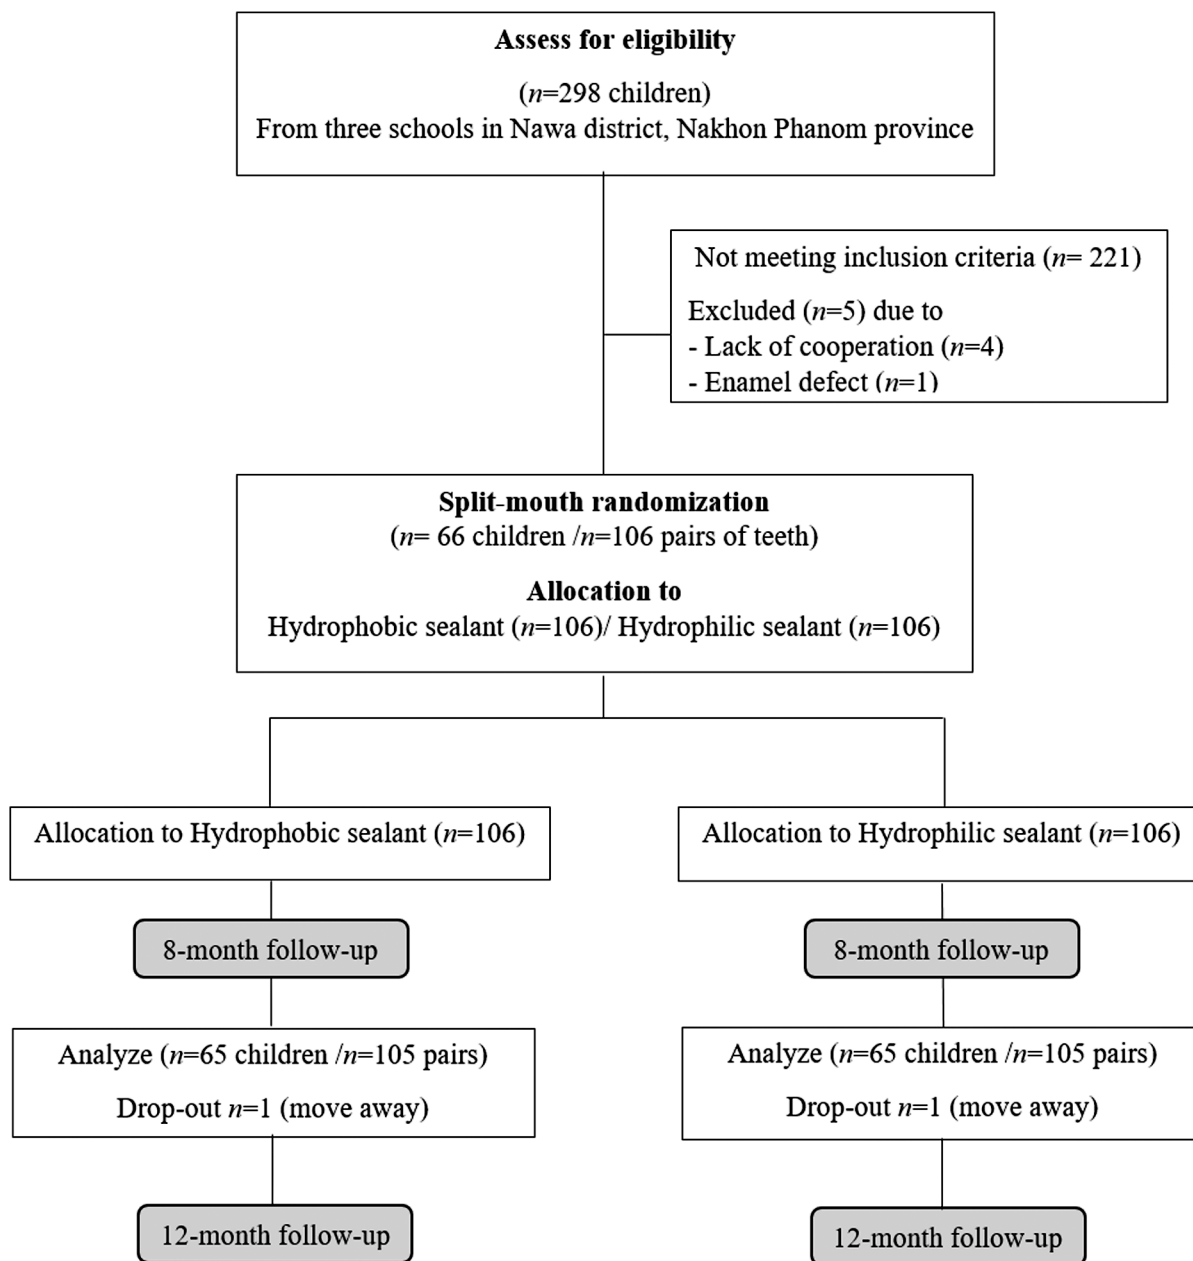 Assess for eligibility
(n=298 children)
From three schools in Nawa district, Nakhon Phanom province
Not meeting inclusion criteria (n= 221)
Excluded (n=5) due to
- Lack of cooperation (n=4)
- Enamel defect (n=1)
Split-mouth randomization
(n= 66 children /n=106 pairs of teeth)
Allocation to
Hydrophobic sealant (n=106)/ Hydrophilic sealant (n=106)
Allocation to Hydrophobic sealant (n=106)
Allocation to Hydrophilic sealant (n=106)
8-month follow-up
8-month follow-up
Analyze (n=65 children /n=105 pairs)
Drop-out n=1 (move away)
Analyze (n=65 children /n=105 pairs)
Drop-out n=1 (move away)
12-month follow-up
12-month follow-up